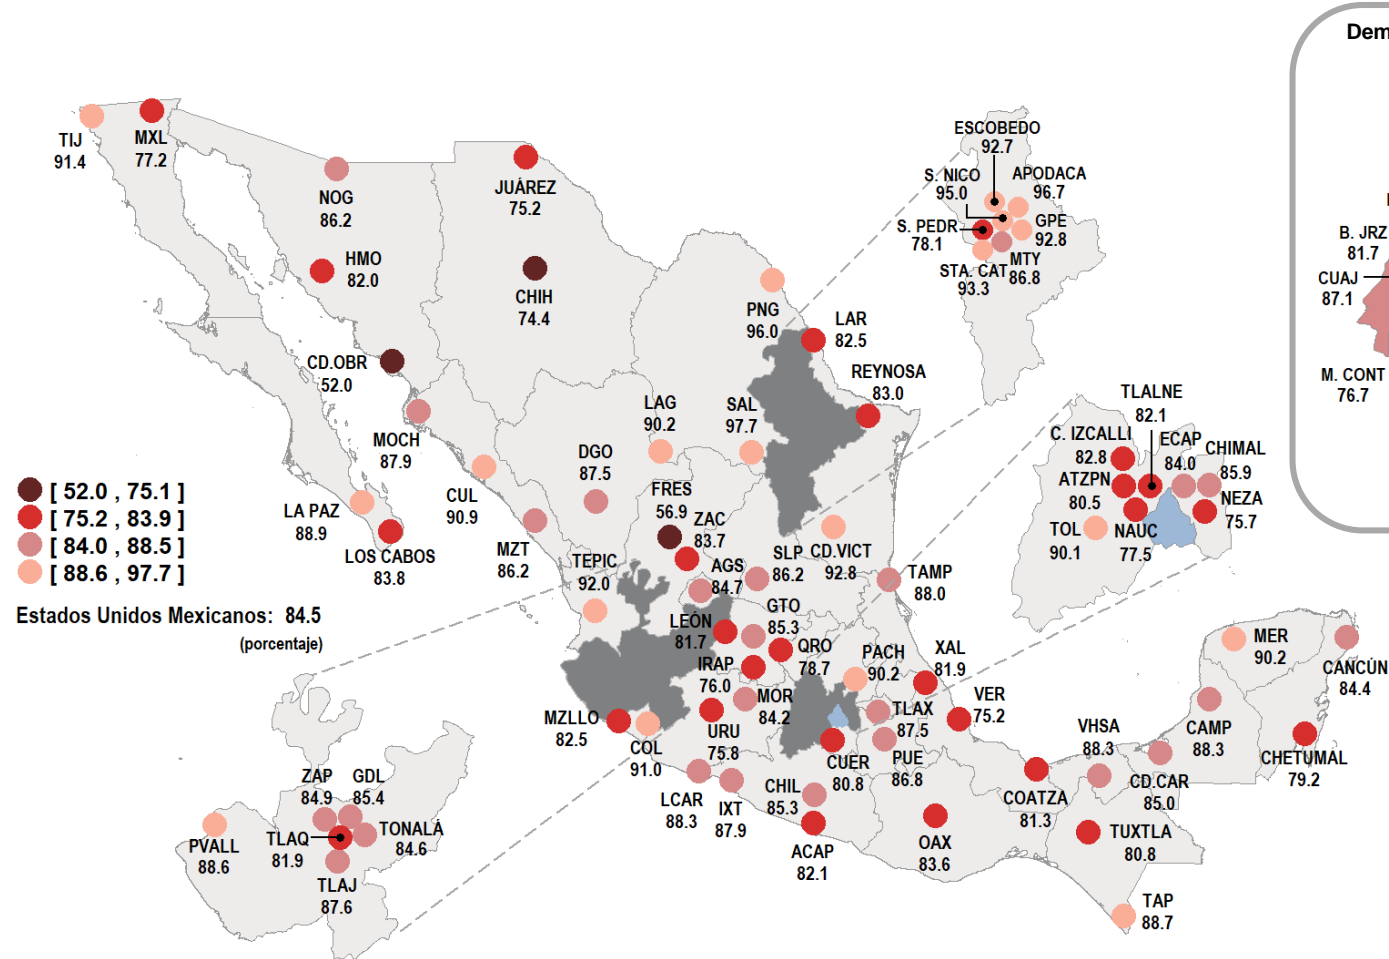 Dem
ESCOBEDO
92.7
S. NICO
95.0
APODACA
96.7
S. PEDR
78.1
GPE
92.8
STA. CAT
93.3
MTY
86.8
B. JRZ
81.7
CUAJ
87.1
M. CONT
76.7
TIJ
91.4
MXL
77.2
NOG
86.2
JUÁREZ
75.2
HMO
82.0
CHIH
74.4
PNG
96.0
LAR
82.5
CD.OBR
52.0
REYNOSA
83.0
MOCH
87.9
LAG
90.2
SAL
97.7
DGO
87.5
TLALNE
82.1
C. IZCALLI
82.8
ECAP
84.0
CHIMAL
85.9
ATZPN
80.5
NEZA
75.7
TOL
90.1
NAUC
77.5
[ 52.0 , 75.1 ]
[ 75.2 , 83.9 ]
[ 84.0 , 88.5 ]
[ 88.6 , 97.7 ]
Estados Unidos Mexicanos: 84.5
(porcentaje)
LA PAZ
88.9
LOS CABOS
83.8
CUL
90.9
MZT
86.2
FRES
56.9
ZAC
83.7
TEPIC
92.0
AGS
84.7
SLP
86.2
CD.VICT
92.8
TAMP
88.0
LEÓN
81.7
GTO
85.3
QRO
78.7
IRAP
76.0
PACH
90.2
XAL
81.9
MOR
84.2
TLAX
87.5
VER
75.2
MZLLO
82.5
COL
91.0
URU
75.8
CUER
80.8
PUE
86.8
LCAR
88.3
IXT
87.9
CHIL
85.3
ACAP
82.1
OAX
83.6
COATZA
81.3
VHSA
88.3
CD.CAR
85.0
CAMP
88.3
MER
90.2
CANCÚN
84.4
CHETUMAL
79.2
TUXTLA
80.8
TAP
88.7
ZAP
84.9
GDL
85.4
TONALÁ
84.6
TLAQ
81.9
PVALL
88.6
TLAJ
87.6